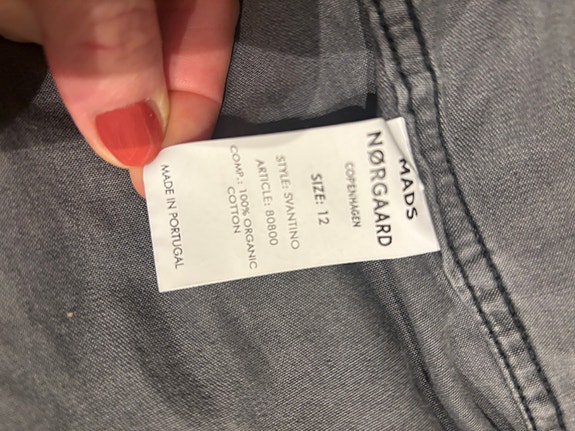 MADS
NØRGAARD
COPENHAGEN
SIZE: 12
STYLE: SVANTINO
ARTICLE: 80800
COMP.: 100% ORGANIC
COTTON
MADE IN PORTUGAL